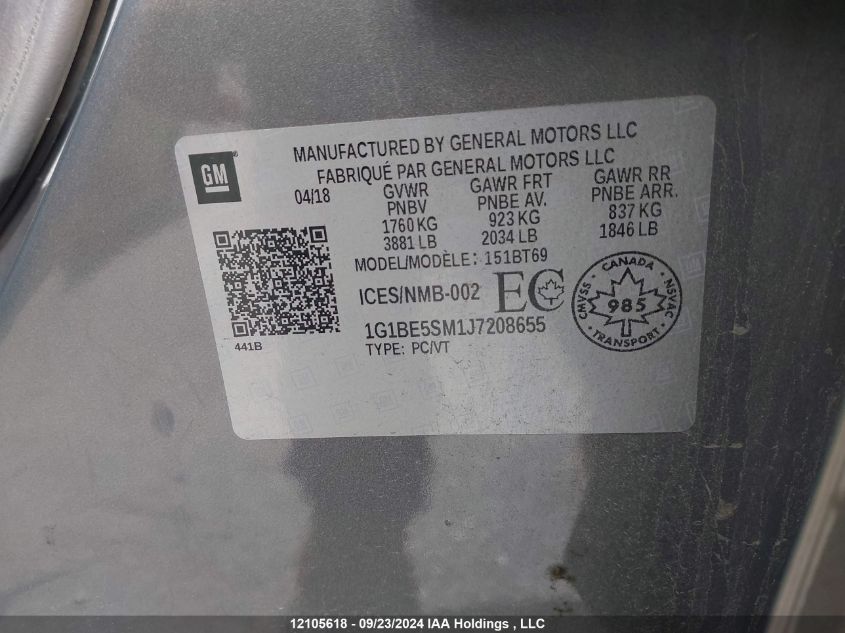 MANUFACTURED BY GENERAL MOTORS LLC
FABRIQUÉ PAR GENERAL MOTORS LLC
GM®
04/18
GVWR GAWR FRT GAWR RR
PNBV PNBE AV. PNBE ARR.
1760 KG 923 KG 837 KG
3881 LB 2034 LB 1846 LB
MODEL/MODÈLE: 151BT69
ICES/NMB-002 EC
CANADA
CMVSS 985 NSVAC
TRANSPORT
1G1BE5SM1J7208655
441B
TYPE: PC/VT
12105618 - 09/23/2024 IAA Holdings , LLC